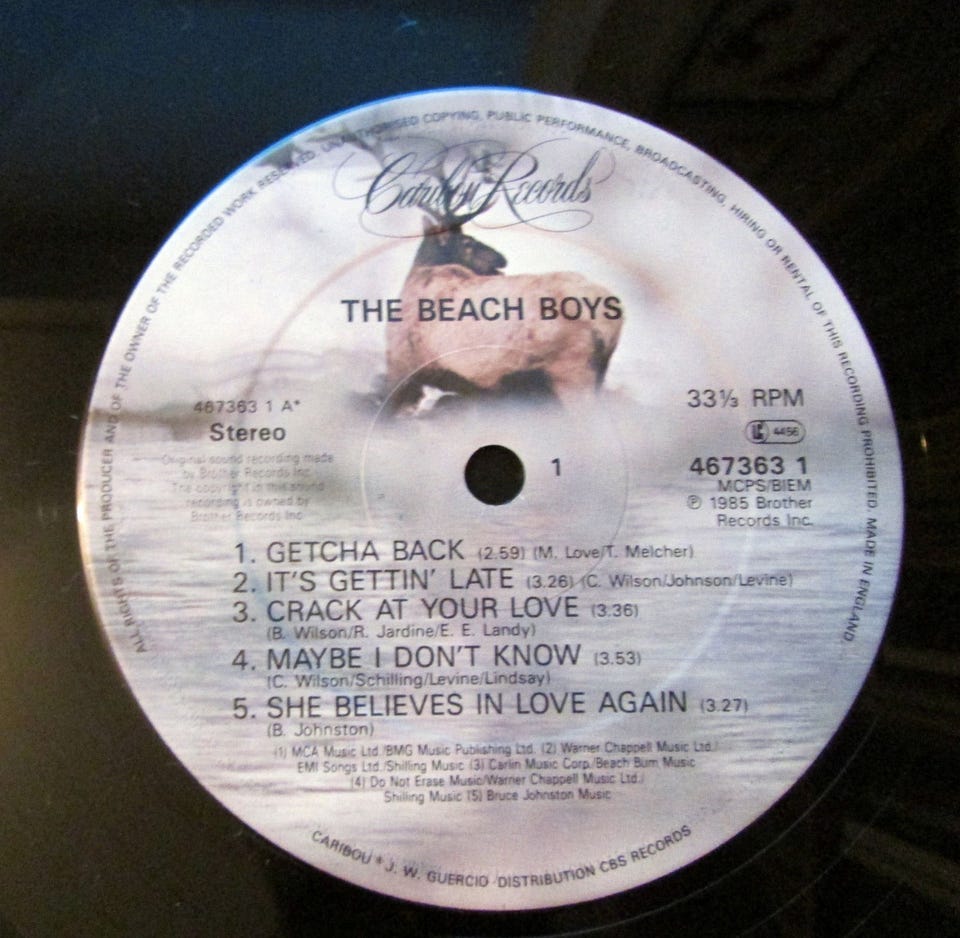 ALL RIGHTS OF THE PRODUCER AND OF THE OWNER OF THE RECORDED WORK RESERVED. UNAUTHORISED COPYING, PUBLIC PERFORMANCE, BROADCASTING, HIRING OR RENTAL OF THIS RECORDING PROHIBITED. MADE IN ENGLAND.
Caribou Records
THE BEACH BOYS
467363 1 A*
Stereo
Original sound recording made
by Brother Records Inc.
The copyright in this sound
recording is owned by
Brother Records Inc.
1
33⅓ RPM
LC 4456
467363 1
MCPS/BIEM
℗ 1985 Brother
Records Inc.
1. GETCHA BACK (2.59) (M. Love/T. Melcher)
2. IT'S GETTIN' LATE (3.26) (C. Wilson/Johnson/Levine)
3. CRACK AT YOUR LOVE (3.36)
(B. Wilson/R. Jardine/E. E. Landy)
4. MAYBE I DON'T KNOW (3.53)
(C. Wilson/Schilling/Levine/Lindsay)
5. SHE BELIEVES IN LOVE AGAIN (3.27)
(B. Johnston)
(1) MCA Music Ltd./BMG Music Publishing Ltd. (2) Warner Chappell Music Ltd./
EMI Songs Ltd./Shilling Music (3) Carlin Music Corp./Beach Bum Music
(4) Do Not Erase Music/Warner Chappell Music Ltd./
Shilling Music (5) Bruce Johnston Music
CARIBOU * J. W. GUERCIO · DISTRIBUTION CBS RECORDS